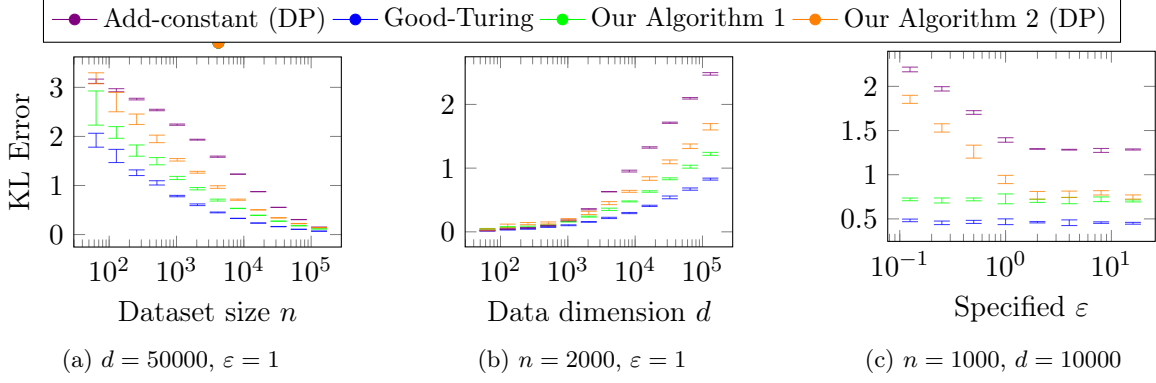 Add-constant (DP) Good-Turing Our Algorithm 1 Our Algorithm 2 (DP)
KL Error
3
2
1
0
10^2 10^3 10^4 10^5
Dataset size n
(a) d = 50000, ε = 1
2
1
0
10^2 10^3 10^4 10^5
Data dimension d
(b) n = 2000, ε = 1
2
1.5
1
0.5
10^−1 10^0 10^1
Specified ε
(c) n = 1000, d = 10000